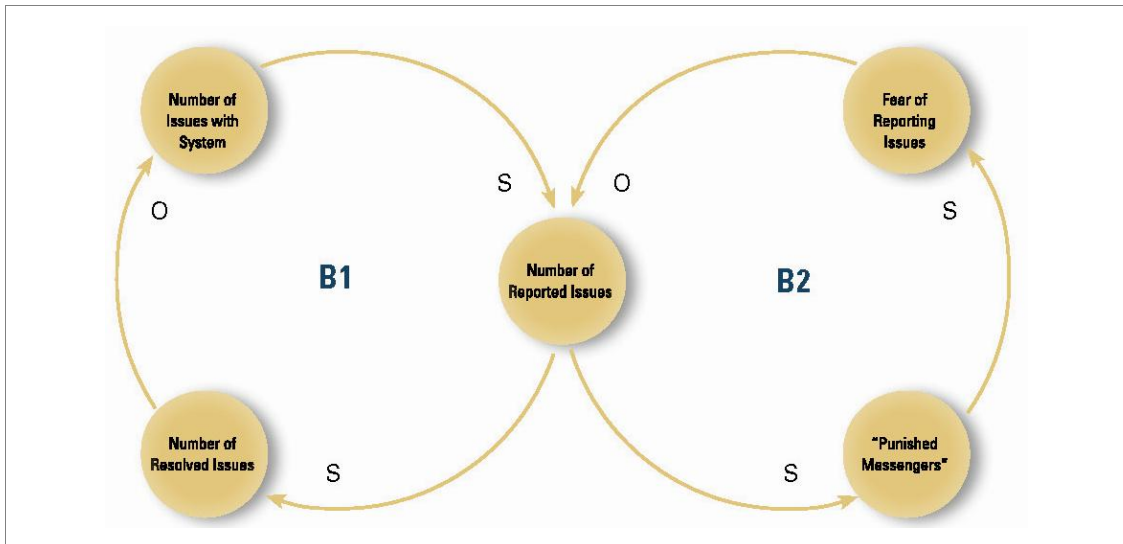 Number of
Issues with
System
Fear of
Reporting
Issues
S
O
O
S
B1
Number of
Reported Issues
B2
Number of
Resolved Issues
"Punished
Messengers"
S
S